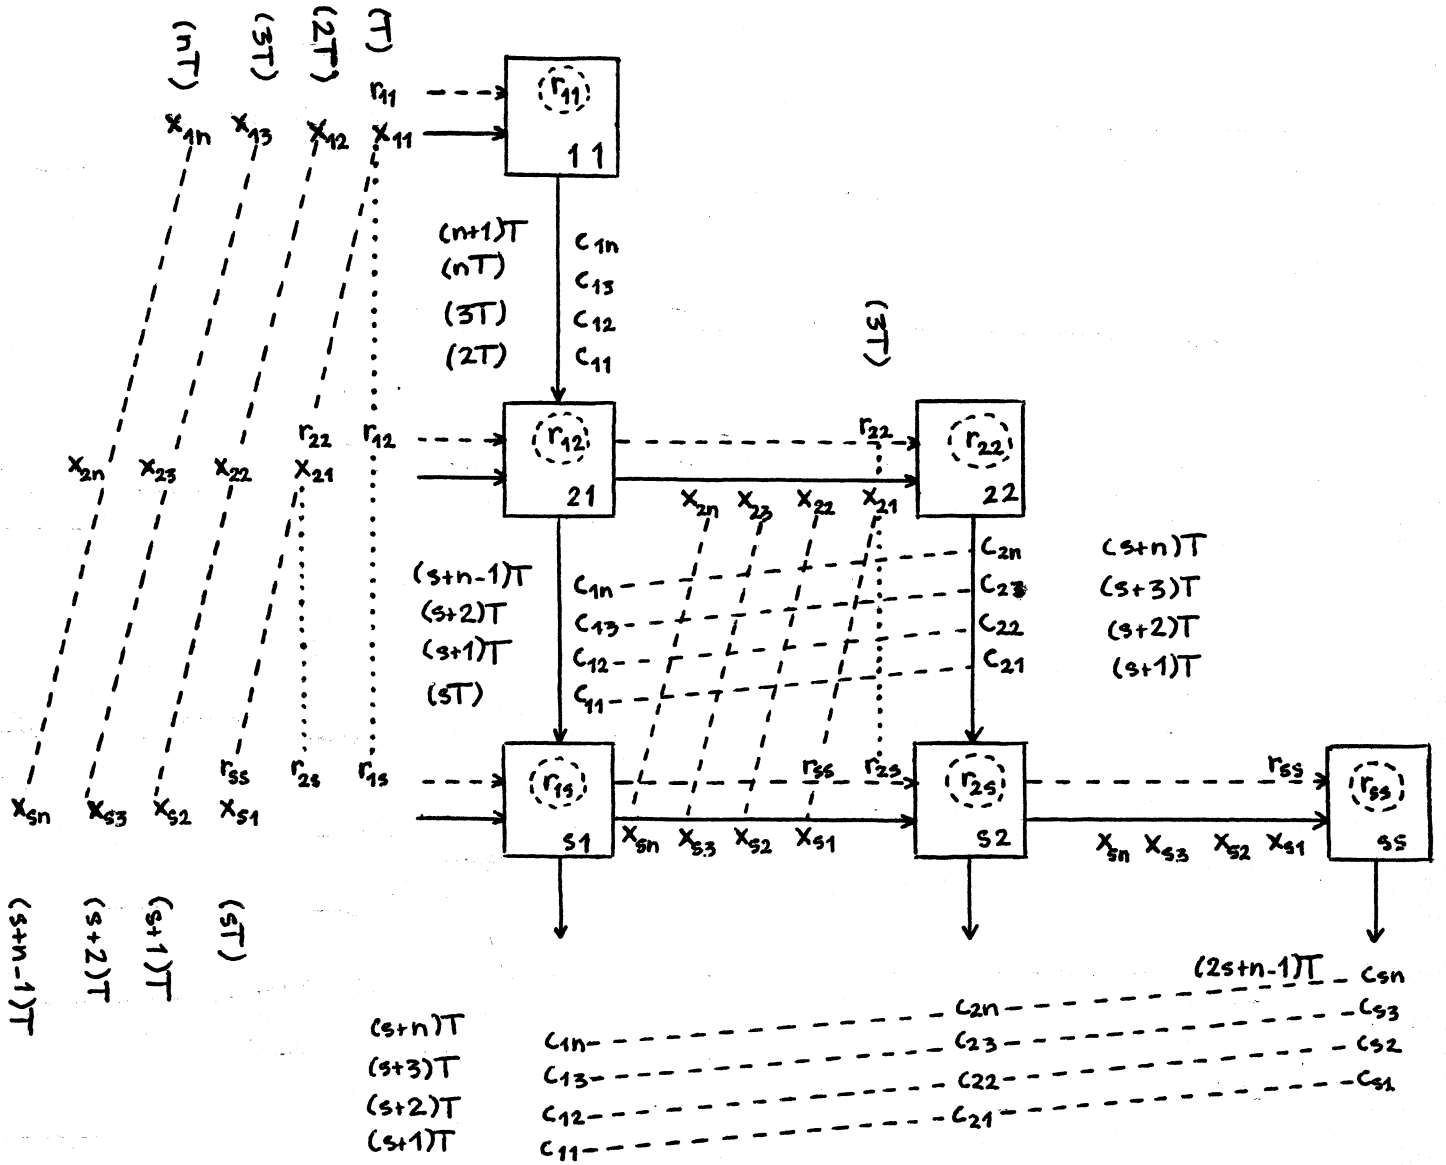 (nT) (3T) (2T) (T)
r11 r11
x1n x13 x12 x11
11
(n+1)T c1n
(nT) c13
(3T) c12
(2T) c11
(3T)
r22 r12 r12 r22 r22
x2n x23 x22 x21
21 22
x2n x23 x22 x21
c2n (s+n)T
(s+n-1)T c1n c23 (s+3)T
(s+2)T c13 c22 (s+2)T
(s+1)T c12 c21 (s+1)T
(sT) c11
rss r2s r1s r1s rss r2s r2s rss rss
xsn xs3 xs2 xs1
s1 s2 ss
xsn xs3 xs2 xs1 xsn xs3 xs2 xs1
(s+n-1)T (s+2)T (s+1)T (sT)
(2s+n-1)T csn
(s+n)T c1n c2n cs3
(s+3)T c13 c23 cs2
(s+2)T c12 c22 cs1
(s+1)T c11 c21